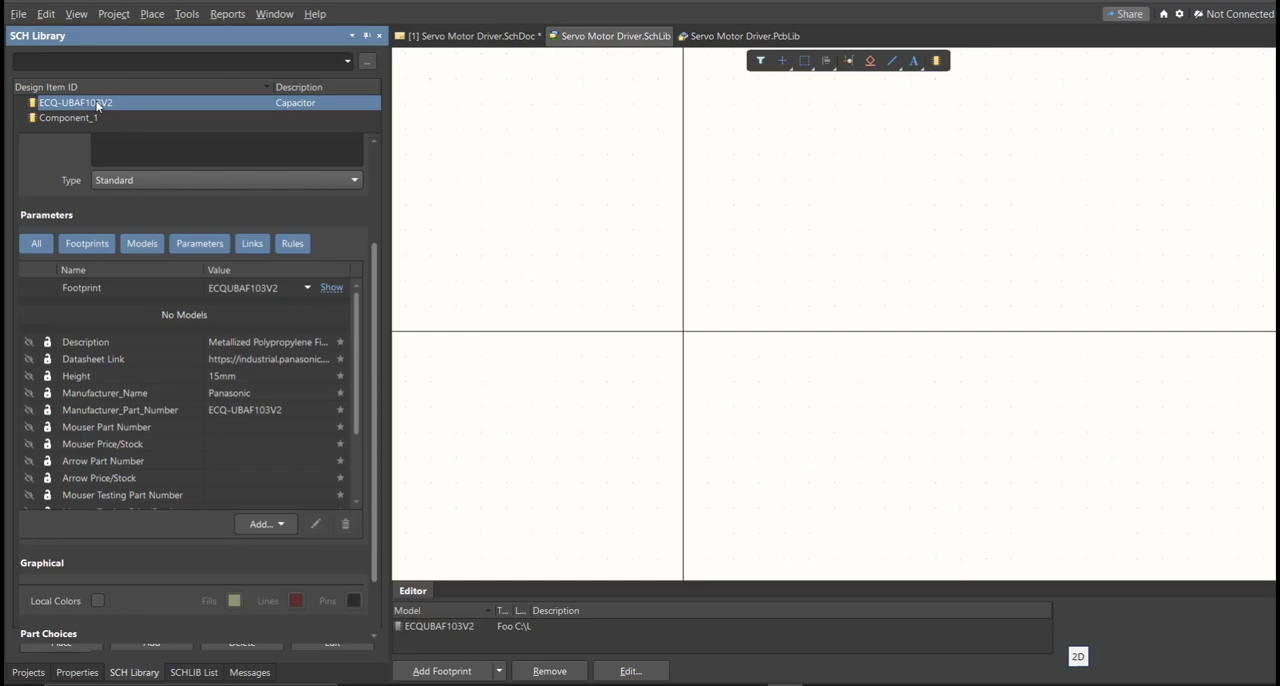 File Edit View Project Place Tools Reports Window Help Share Not Connected
SCH Library
[1] Servo Motor Driver.SchDoc * Servo Motor Driver.SchLib Servo Motor Driver.PcbLib
...
Design Item ID Description
ECQ-UBAF103V2 Capacitor
Component_1
Type Standard
Parameters
All Footprints Models Parameters Links Rules
Name Value
Footprint ECQUBAF103V2 Show
No Models
Description Metallized Polypropylene Fi...
Datasheet Link https://industrial.panasonic....
Height 15mm
Manufacturer_Name Panasonic
Manufacturer_Part_Number ECQ-UBAF103V2
Mouser Part Number
Mouser Price/Stock
Arrow Part Number
Arrow Price/Stock
Mouser Testing Part Number
Add...
Graphical
Local Colors Fills Lines Pins
Part Choices
Place Add Delete Edit
Projects Properties SCH Library SCHLIB List Messages
Editor
Model T... L... Description
ECQUBAF103V2 Foo C:\L
2D
Add Footprint Remove Edit...